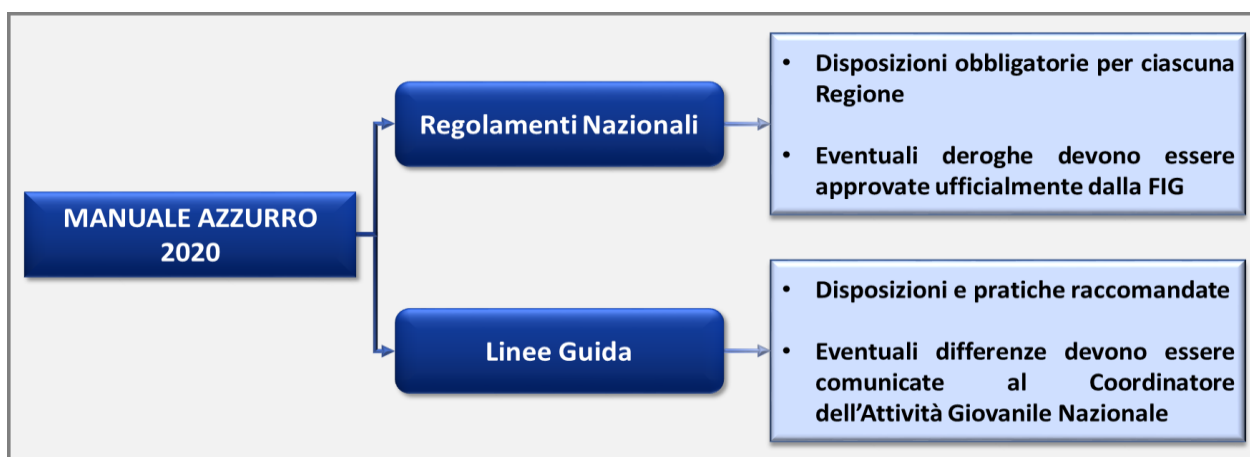 MANUALE AZZURRO
2020
Regolamenti Nazionali
• Disposizioni obbligatorie per ciascuna
Regione
• Eventuali deroghe devono essere
approvate ufficialmente dalla FIG
Linee Guida
• Disposizioni e pratiche raccomandate
• Eventuali differenze devono essere
comunicate al Coordinatore
dell’Attività Giovanile Nazionale